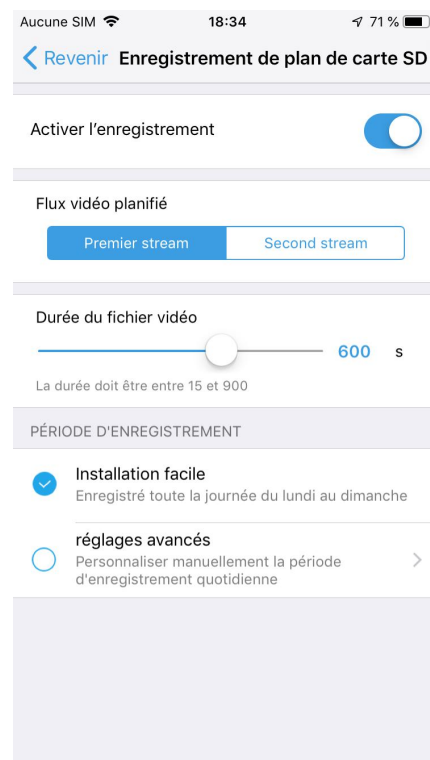 Aucune SIM 18:34 71 %
Revenir Enregistrement de plan de carte SD
Activer l'enregistrement
Flux vidéo planifié
Premier stream Second stream
Durée du fichier vidéo
600 s
La durée doit être entre 15 et 900
PÉRIODE D'ENREGISTREMENT
Installation facile
Enregistré toute la journée du lundi au dimanche
réglages avancés
Personnaliser manuellement la période
d'enregistrement quotidienne